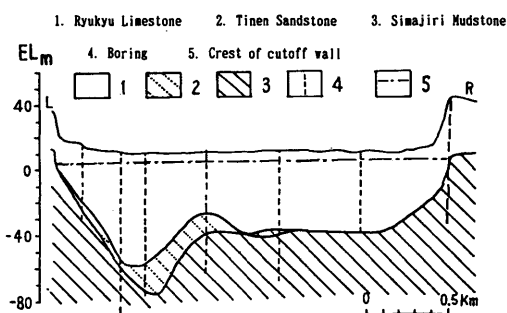 1. Ryukyu Limestone 2. Tinen Sandstone 3. Simajiri Mudstone
4. Boring 5. Crest of cutoff wall
ELm
1 2 3 4 5
L R
40
0
-40
-80
0 0.5Km